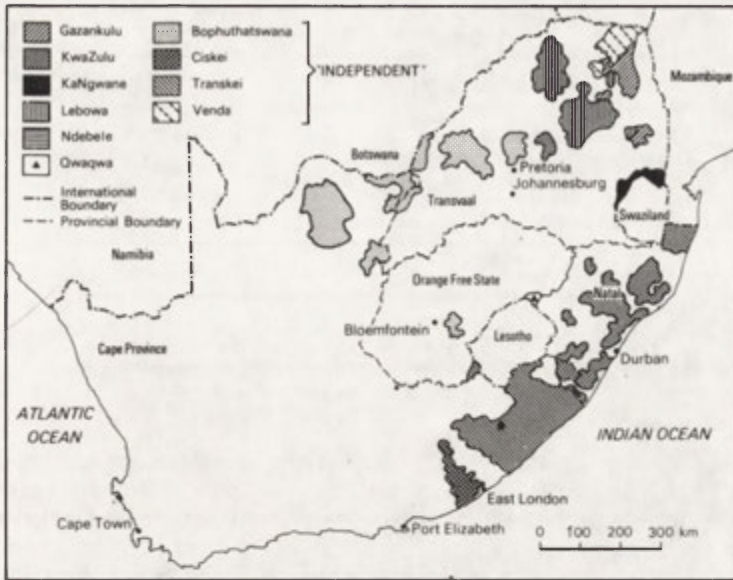 Gazankulu
KwaZulu
KaNgwane
Lebowa
Ndebele
Qwaqwa
International
Boundary
Provincial Boundary
Bophuthatswana
Ciskei
Transkei
Venda
"INDEPENDENT"
Mozambique
Botswana
Pretoria
Johannesburg
Transvaal
Swaziland
Namibia
Orange Free State
Natal
Bloemfontein
Lesotho
Cape Province
Durban
ATLANTIC
OCEAN
INDIAN OCEAN
East London
Cape Town
Port Elizabeth
0 100 200 300 km